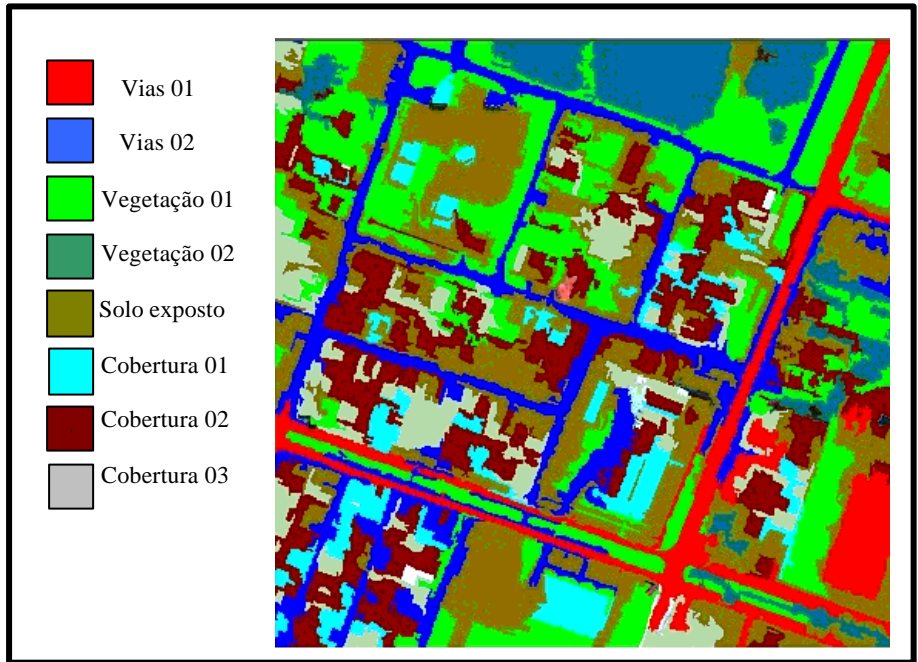 Vias 01
Vias 02
Vegetação 01
Vegetação 02
Solo exposto
Cobertura 01
Cobertura 02
Cobertura 03